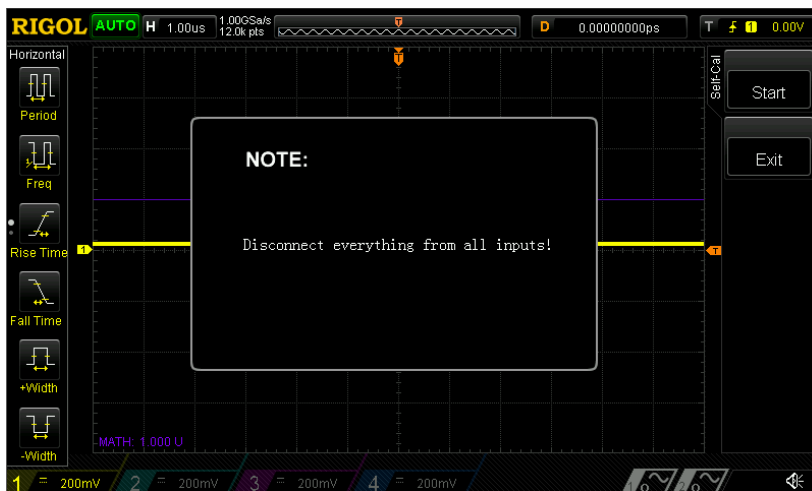 RIGOL AUTO H 1.00us 1.00GSa/s 12.0k pts T D 0.00000000ps T 1 0.00V
Horizontal
T
Self-Cal
Start
Period
NOTE:
Exit
Freq
Disconnect everything from all inputs!
Rise Time
1
T
Fall Time
+Width
MATH: 1.000 U
-Width
1 = 200mV 2 = 200mV 3 = 200mV 4 = 200mV